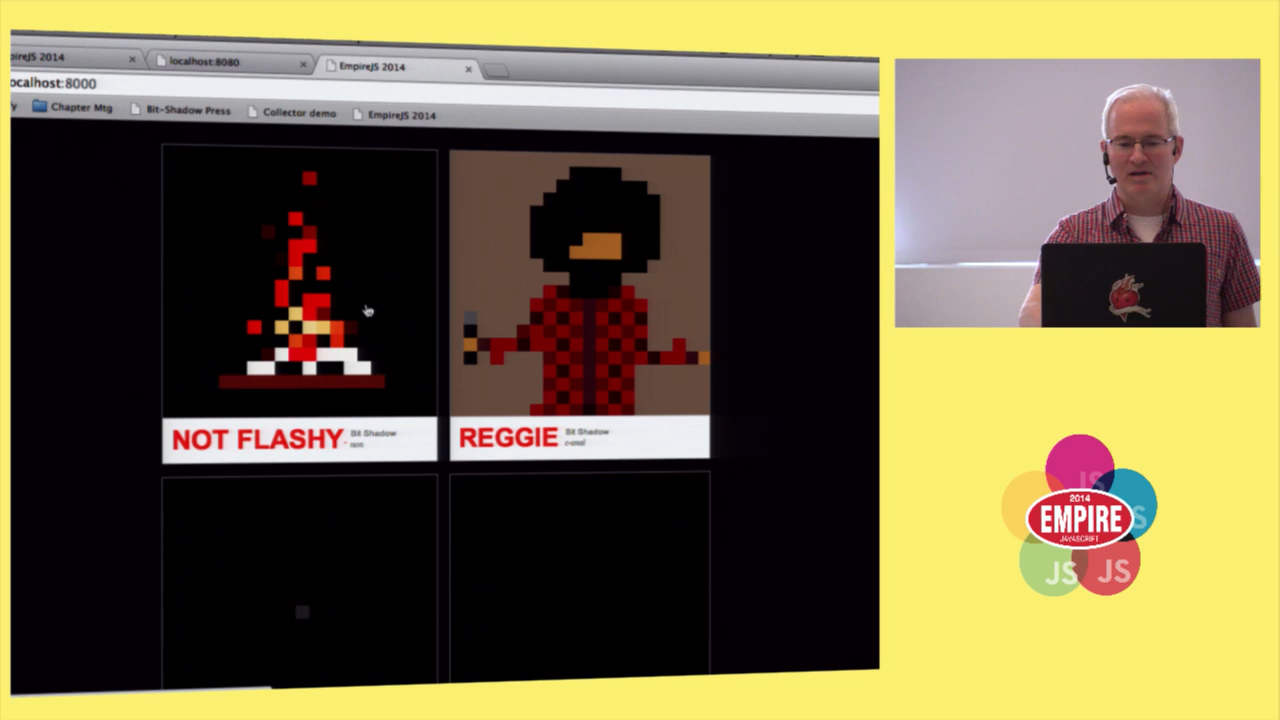 pireJS 2014
localhost:8080
EmpireJS 2014
ocalhost:8000
y
Chapter Mtg
Bit-Shadow Press
Collector demo
EmpireJS 2014
NOT FLASHY
Bit Shadow
REGGIE
Bit Shadow
JS
JS
2014
EMPIRE
JAVASCRIPT
JS
JS